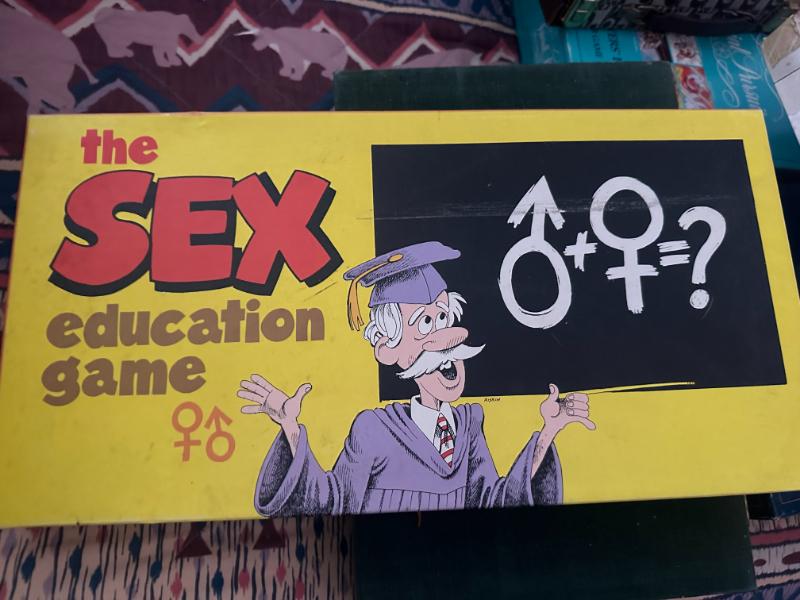 the
SEX
education
game
♀♂
♂+♀=?